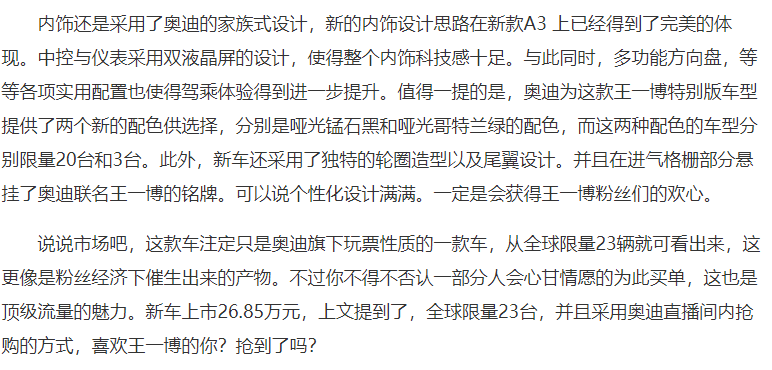 内饰还是采用了奥迪的家族式设计，新的内饰设计思路在新款A3 上已经得到了完美的体
现。中控与仪表采用双液晶屏的设计，使得整个内饰科技感十足。与此同时，多功能方向盘，等
等各项实用配置也使得驾乘体验得到进一步提升。值得一提的是，奥迪为这款王一博特别版车型
提供了两个新的配色供选择，分别是哑光锰石黑和哑光哥特兰绿的配色，而这两种配色的车型分
别限量20台和3台。此外，新车还采用了独特的轮圈造型以及尾翼设计。并且在进气格栅部分悬
挂了奥迪联名王一博的铭牌。可以说个性化设计满满。一定是会获得王一博粉丝们的欢心。
说说市场吧，这款车注定只是奥迪旗下玩票性质的一款车，从全球限量23辆就可看出来，这
更像是粉丝经济下催生出来的产物。不过你不得不否认一部分人会心甘情愿的为此买单，这也是
顶级流量的魅力。新车上市26.85万元，上文提到了，全球限量23台，并且采用奥迪直播间内抢
购的方式，喜欢王一博的你？抢到了吗？